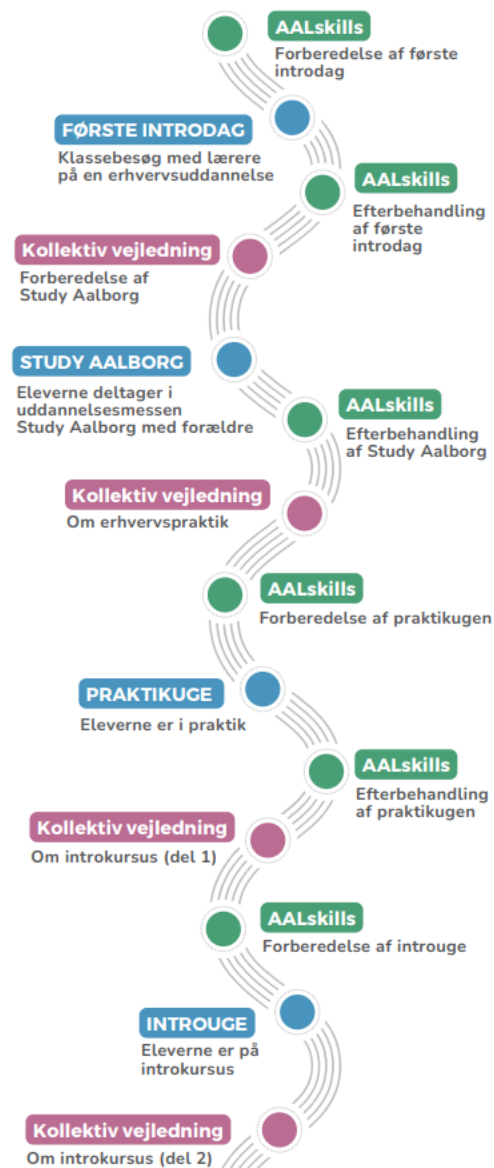 AALskills
Forberedelse af første
introdag
FØRSTE INTRODAG
Klassebesøg med lærere
på en erhvervsuddannelse
AALskills
Efterbehandling
af første
introdag
Kollektiv vejledning
Forberedelse af
Study Aalborg
STUDY AALBORG
Eleverne deltager i
uddannelsesmessen
Study Aalborg med forældre
AALskills
Efterbehandling
af Study Aalborg
Kollektiv vejledning
Om erhvervspraktik
AALskills
Forberedelse af praktikugen
PRAKTIKUGE
Eleverne er i praktik
AALskills
Efterbehandling
af praktikugen
Kollektiv vejledning
Om introkursus (del 1)
AALskills
Forberedelse af introuge
INTROUGE
Eleverne er på
introkursus
Kollektiv vejledning
Om introkursus (del 2)